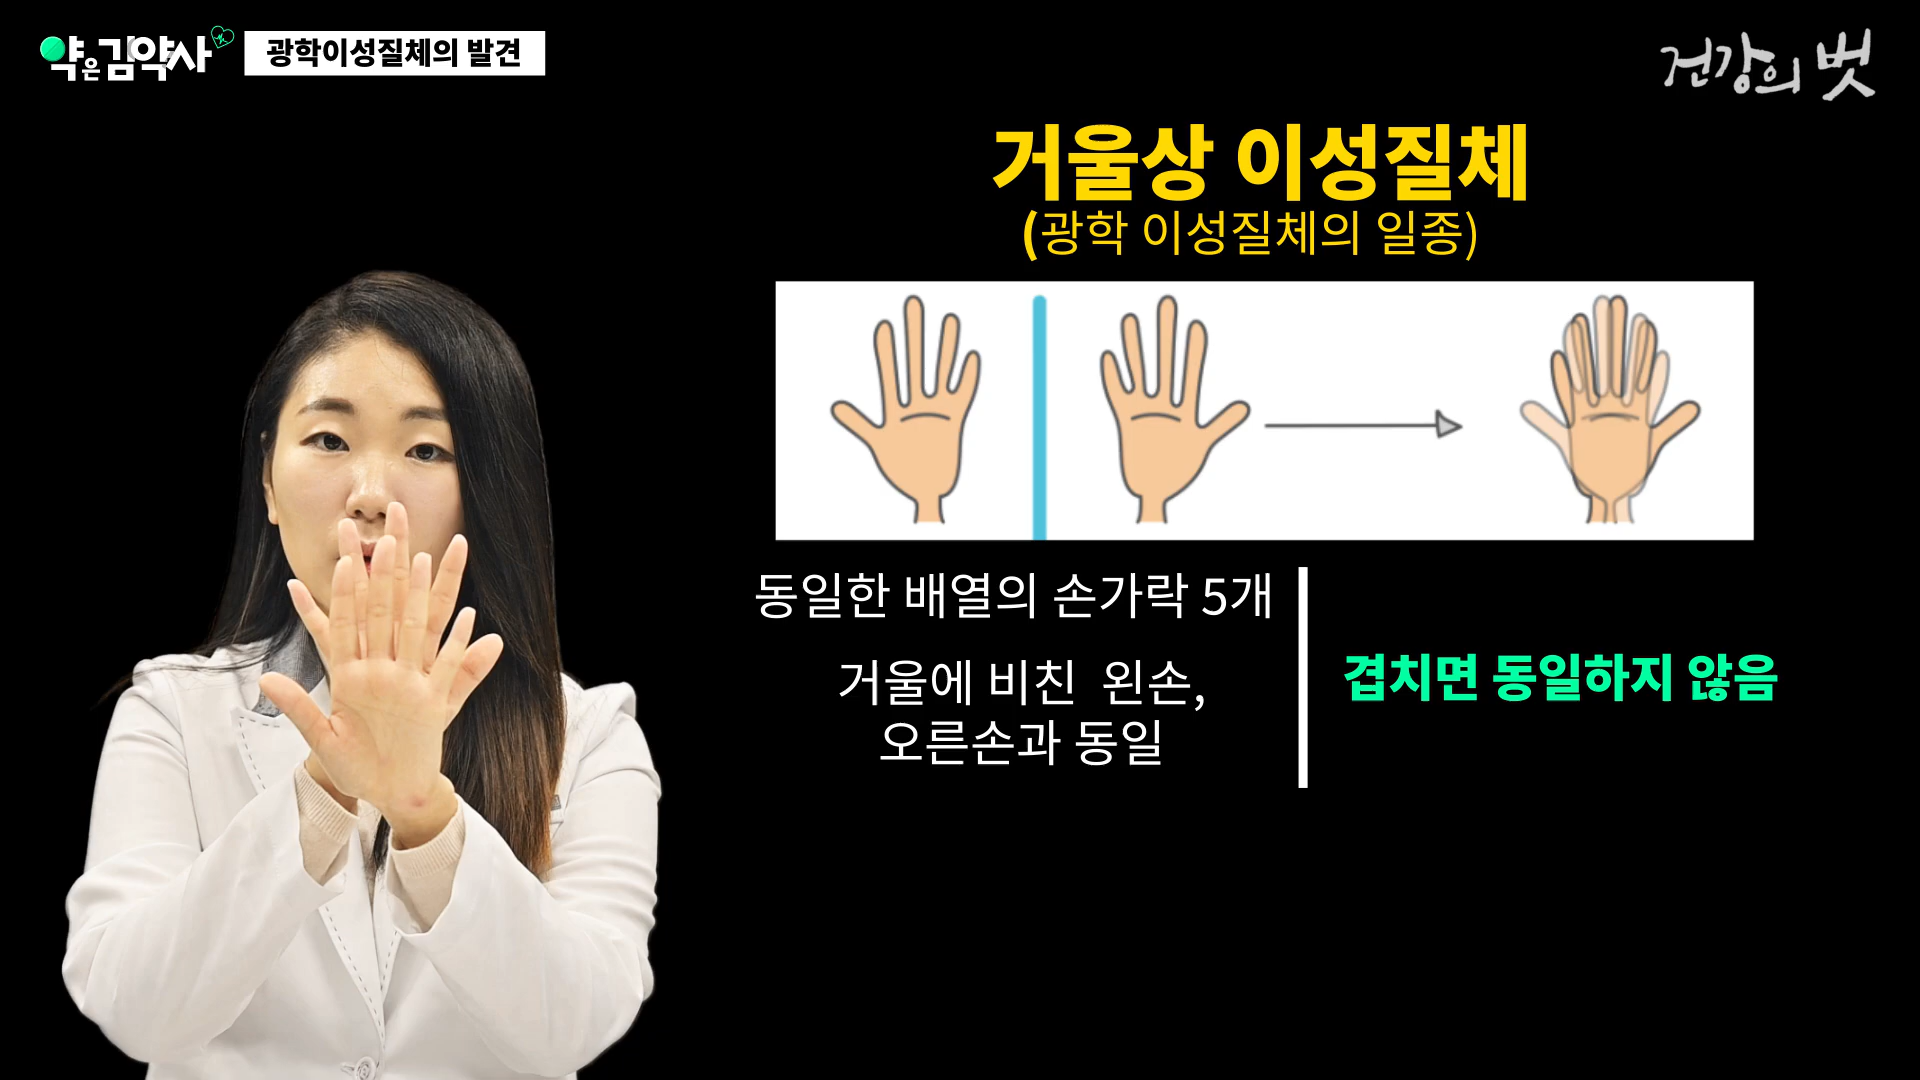 약은 김약사
광학이성질체의 발견
건강의 벗
거울상 이성질체
(광학 이성질체의 일종)
동일한 배열의 손가락 5개
거울에 비친 왼손,
오른손과 동일
겹치면 동일하지 않음